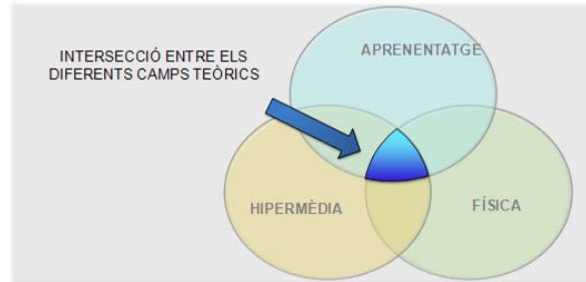 INTERSECCIÓ ENTRE ELS
DIFERENTS CAMPS TEÒRICS
APRENENTATGE
HIPERMÈDIA
FÍSICA